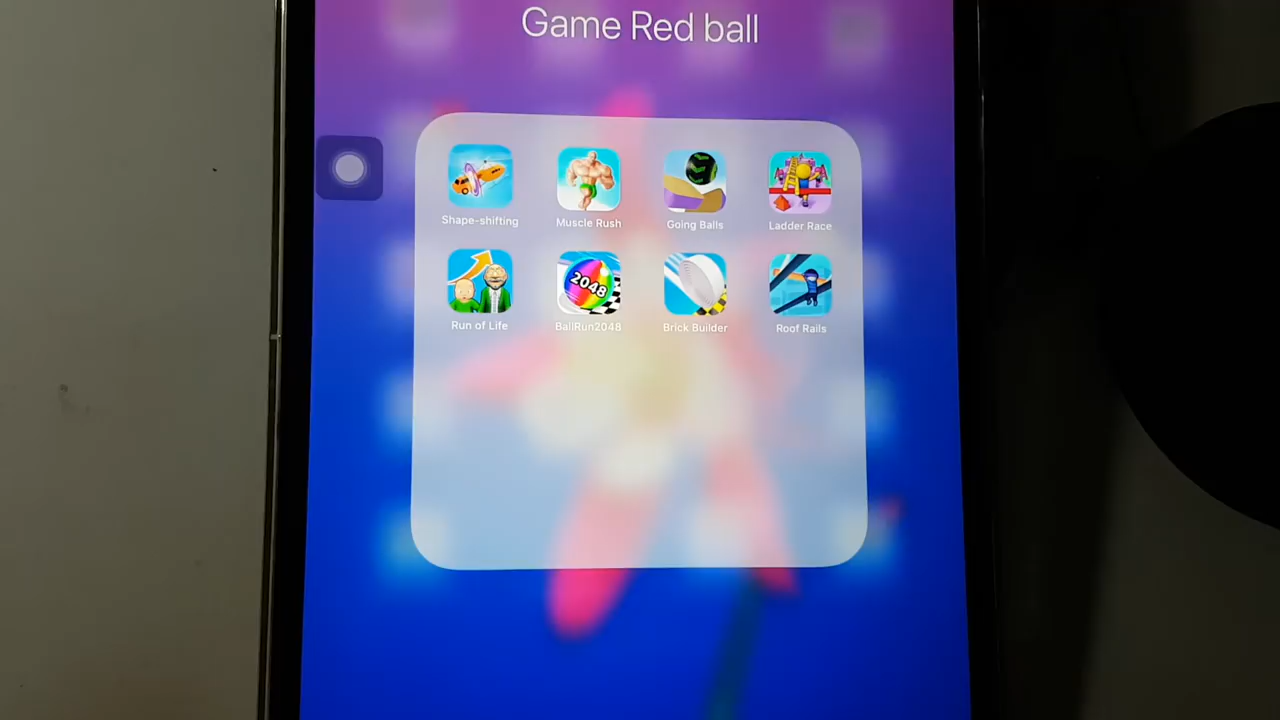 Game Red ball
Shape-shifting
Muscle Rush
Going Balls
Ladder Race
2048
Run of Life
BallRun2048
Brick Builder
Roof Rails